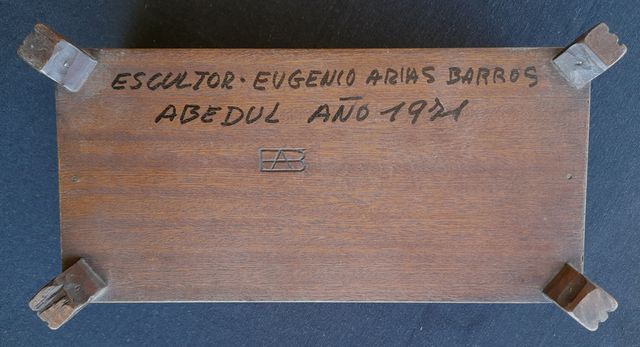 ESCULTOR · EUGENIO ARIAS BARROS
ABEDUL AÑO 1971
EAB